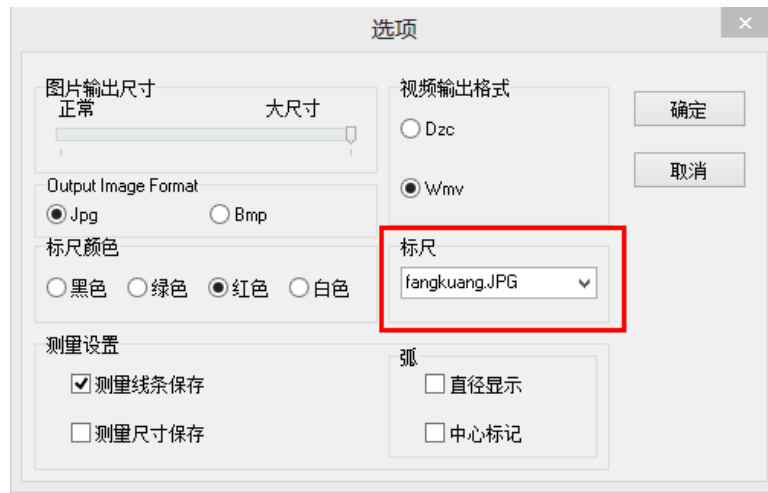 选项
图片输出尺寸
正常 大尺寸
Output Image Format
Jpg Bmp
标尺颜色
黑色 绿色 红色 白色
测量设置
测量线条保存
测量尺寸保存
视频输出格式
Dzc
Wmv
标尺
fangkuang.JPG
弧
直径显示
中心标记
确定
取消